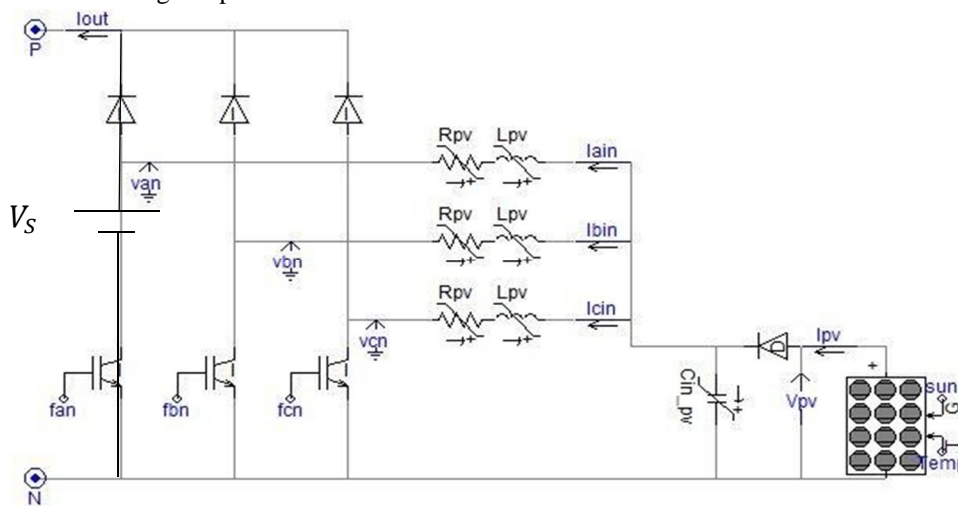 Iout
P
Rpv Lpv
Iain
van
V_S
Rpv Lpv
Ibin
vbn
Rpv Lpv
Icin
vcn
D
Ipv
+
Cin_pv
Vpv
sun
G
fan
fbn
fcn
Temp
N